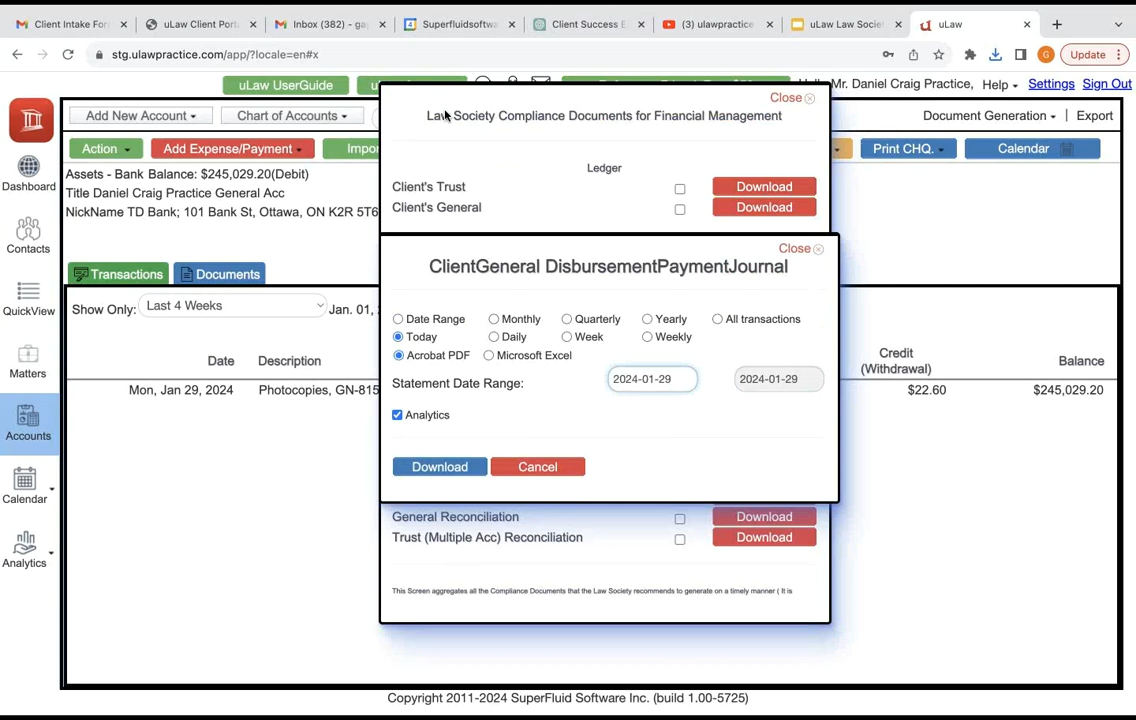 Client Intake Fo
uLaw Client Port
Inbox (382) - ga
Superfluidsoftwa
Client Success E
(3) ulawpractice
uLaw Law Socie
uLaw
stg.ulawpractice.com/app/?locale=en#x
G
Update
uLaw UserGuide
Mr. Daniel Craig Practice,
Help
Settings
Sign Out
Close
Add New Account
Chart of Accounts
Law Society Compliance Documents for Financial Management
Document Generation
|
Export
Action
Add Expense/Payment
Impor
Print CHQ.
Calendar
Dashboard
Contacts
QuickView
Matters
Accounts
Calendar
Analytics
Assets - Bank Balance: $245,029.20(Debit)
Title Daniel Craig Practice General Acc
NickName TD Bank; 101 Bank St, Ottawa, ON K2R 5T6
Ledger
Client's Trust
Download
Client's General
Download
Close
ClientGeneral DisbursementPaymentJournal
Transactions
Documents
Show Only:
Last 4 Weeks
Jan. 01,
Date Range
Monthly
Quarterly
Yearly
All transactions
Today
Daily
Week
Weekly
Acrobat PDF
Microsoft Excel
Statement Date Range:
2024-01-29
2024-01-29
Analytics
Download
Cancel
Date
Description
Credit
(Withdrawal)
Balance
Mon, Jan 29, 2024
Photocopies, GN-815
$22.60
$245,029.20
General Reconciliation
Download
Trust (Multiple Acc) Reconciliation
Download
This Screen aggregates all the Compliance Documents that the Law Society recommends to generate on a timely manner ( It is
Copyright 2011-2024 SuperFluid Software Inc. (build 1.00-5725)